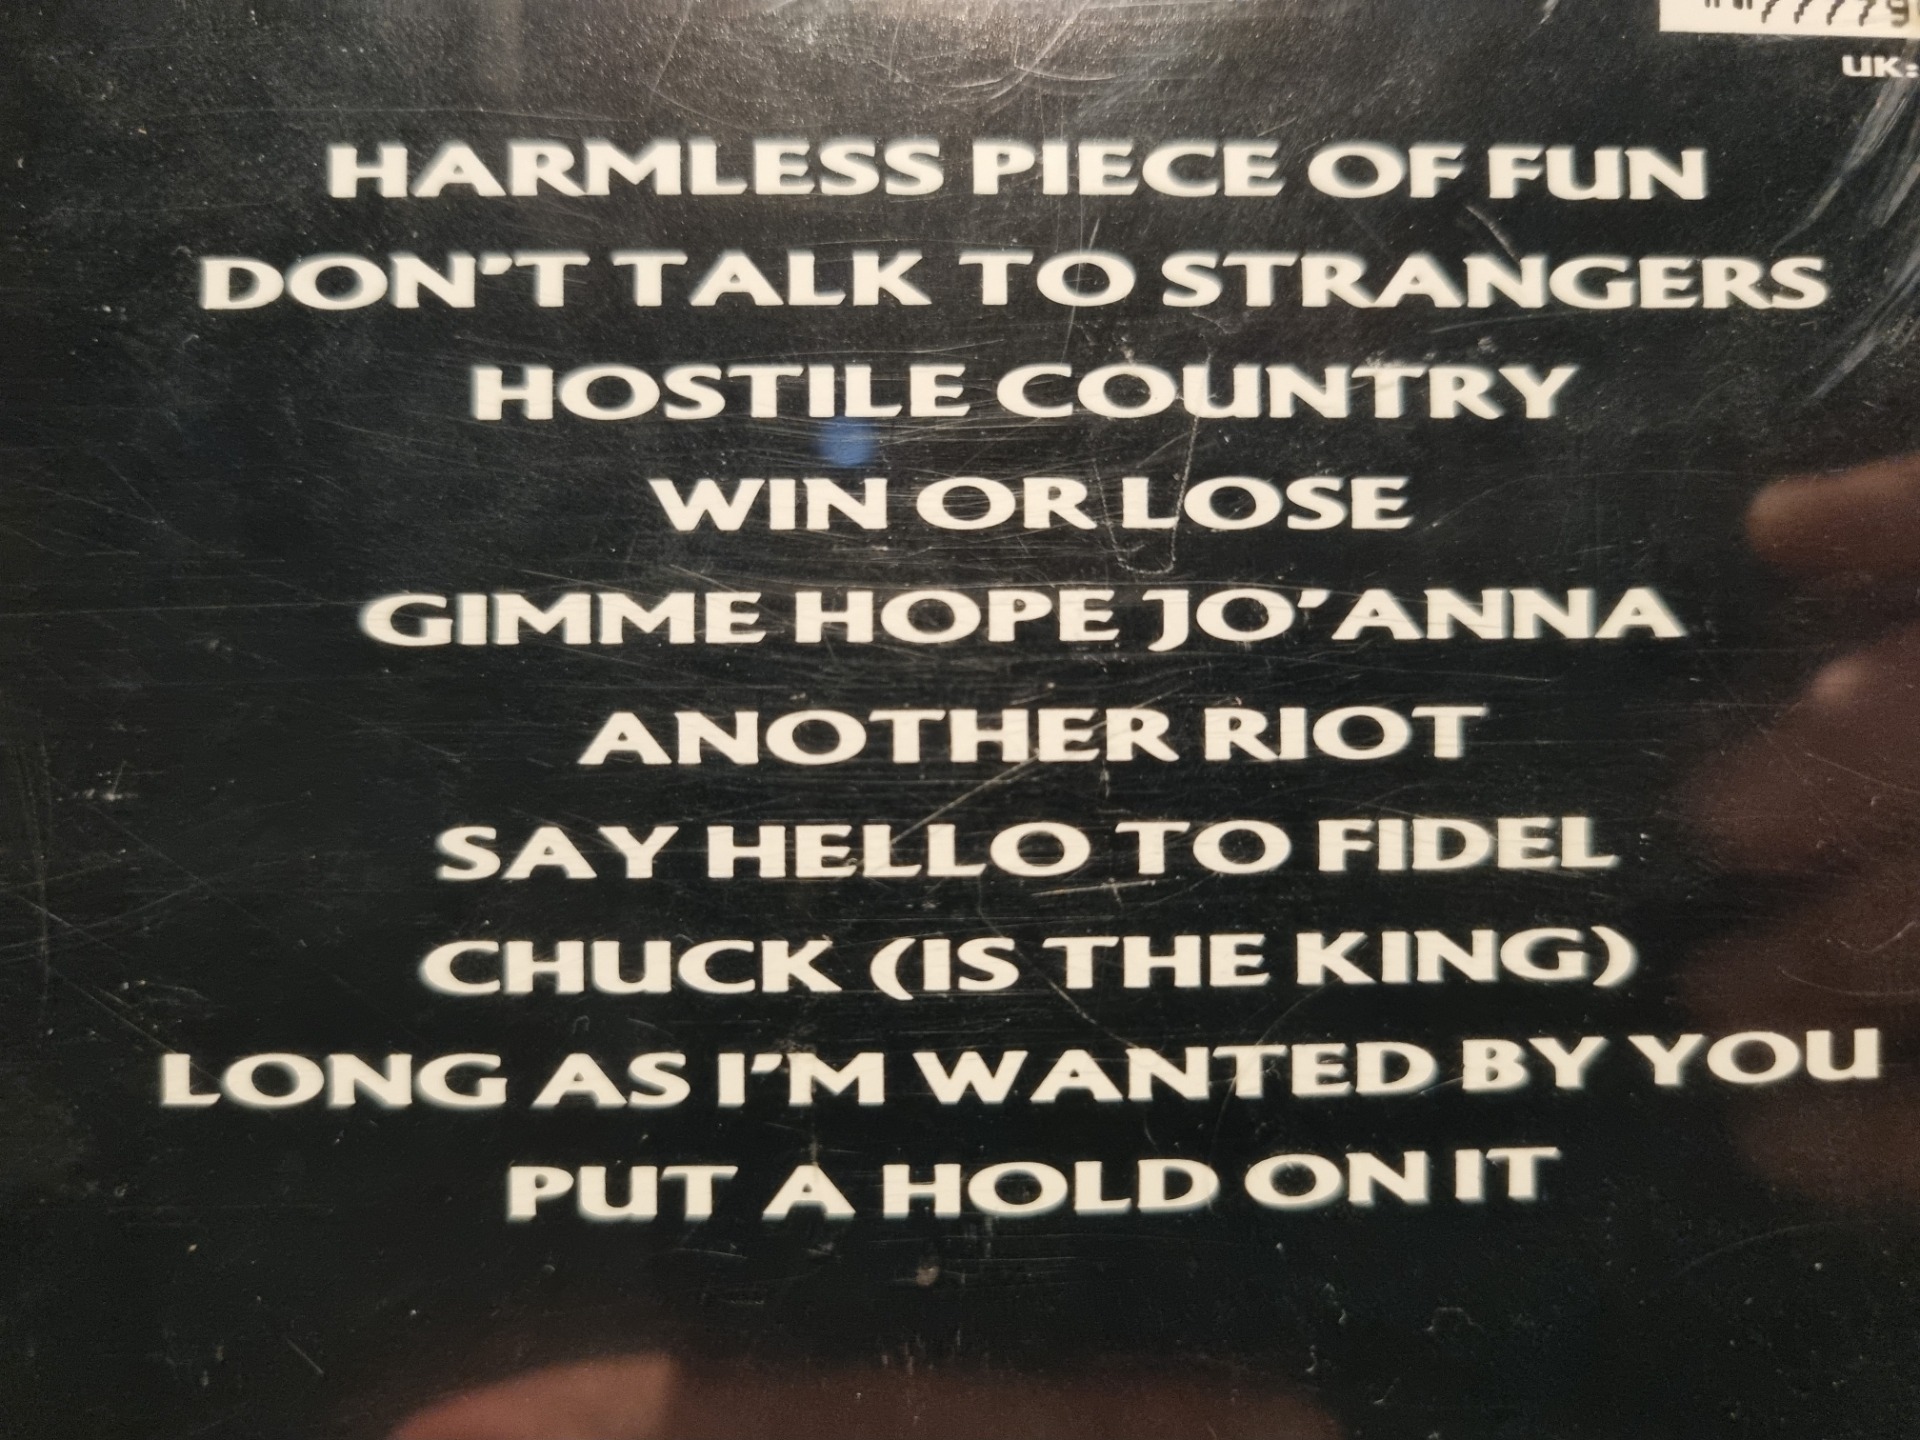 UK:
HARMLESS PIECE OF FUN
DON'T TALK TO STRANGERS
HOSTILE COUNTRY
WIN OR LOSE
GIMME HOPE JO'ANNA
ANOTHER RIOT
SAY HELLO TO FIDEL
CHUCK (IS THE KING)
LONG AS I'M WANTED BY YOU
PUT A HOLD ON IT